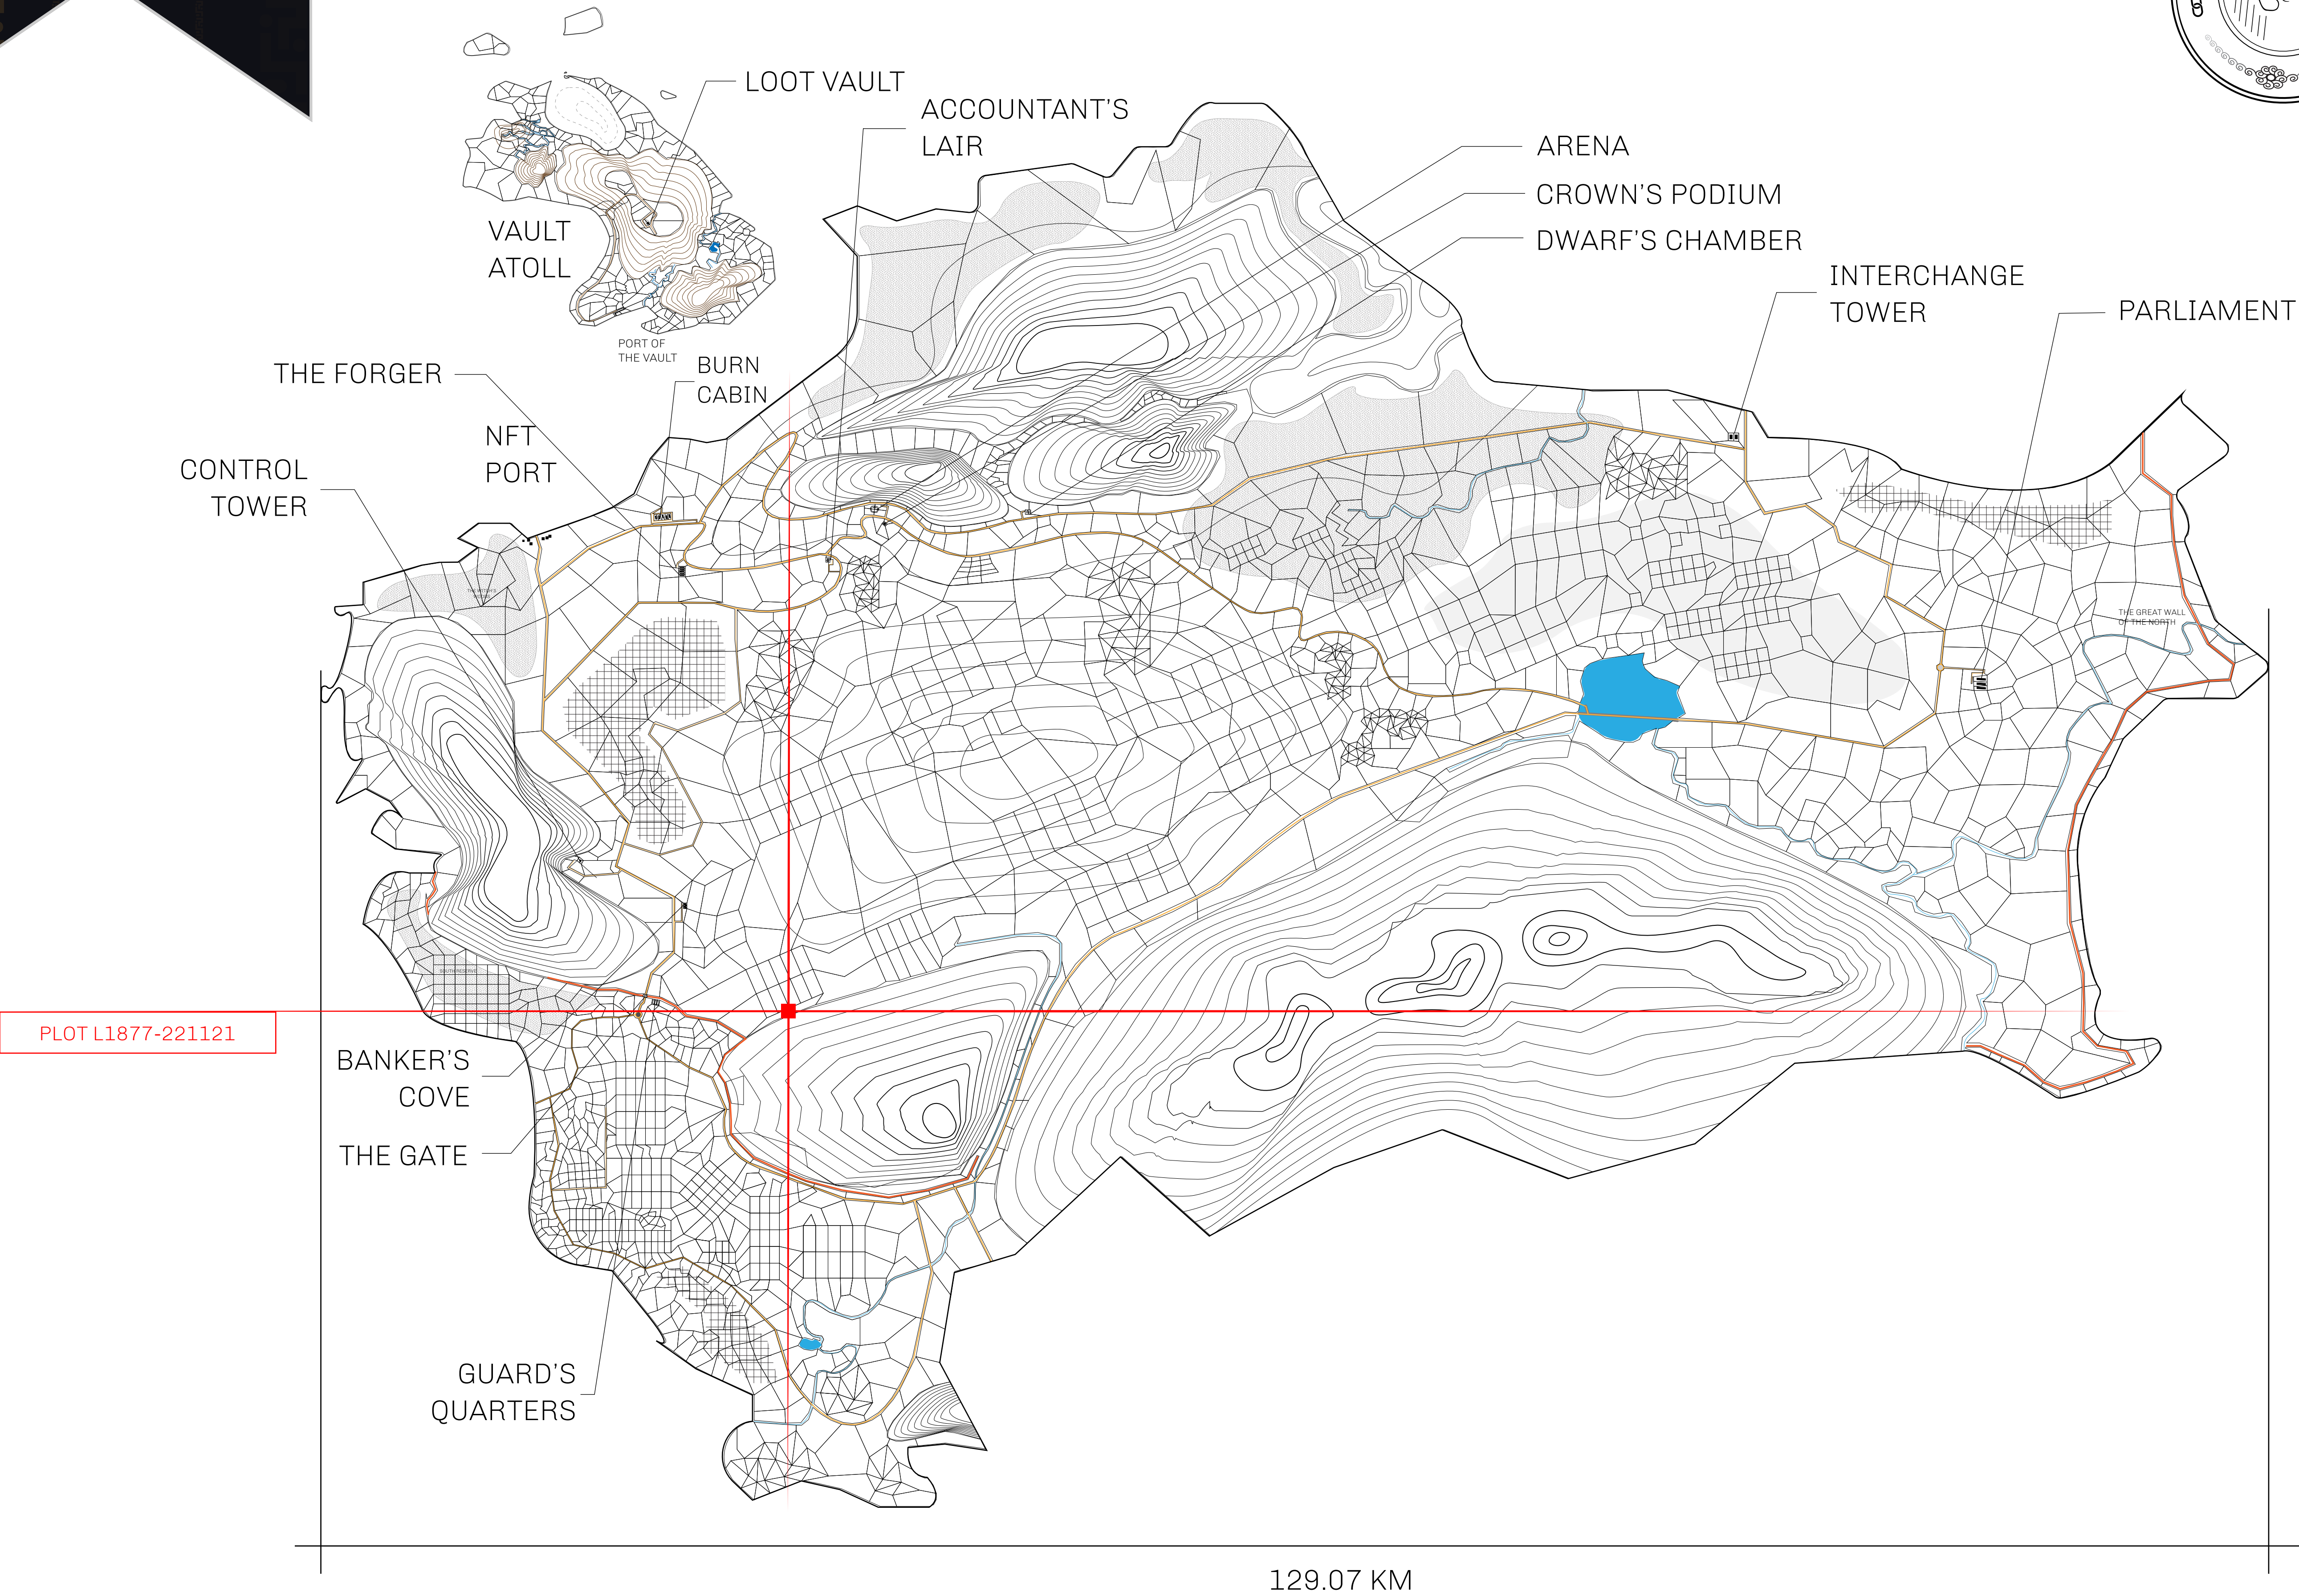 LOOT VAULT
ACCOUNTANT'S
LAIR
ARENA
CROWN'S PODIUM
DWARF'S CHAMBER
VAULT
ATOLL
INTERCHANGE
TOWER
PARLIAMENT
PORT OF
THE VAULT
THE FORGER
BURN
CABIN
NFT
PORT
CONTROL
TOWER
THE GREAT WALL
OF THE NORTH
SOUTH RESERVE
PLOT L1877-221121
BANKER'S
COVE
THE GATE
GUARD'S
QUARTERS
129.07 KM